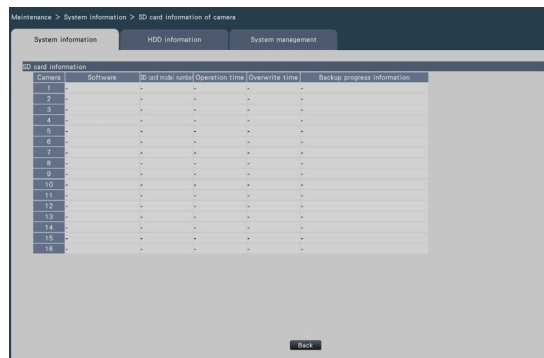 Maintenance > System information > SD card information of camera
System information HDD information System management
SD card information
Camera Software SD card model number Operation time Overwrite time Backup progress information
1 - - - - -
2 - - - - -
3 - - - - -
4 - - - - -
5 - - - - -
6 - - - - -
7 - - - - -
8 - - - - -
9 - - - - -
10 - - - - -
11 - - - - -
12 - - - - -
13 - - - - -
14 - - - - -
15 - - - - -
16 - - - - -
Back